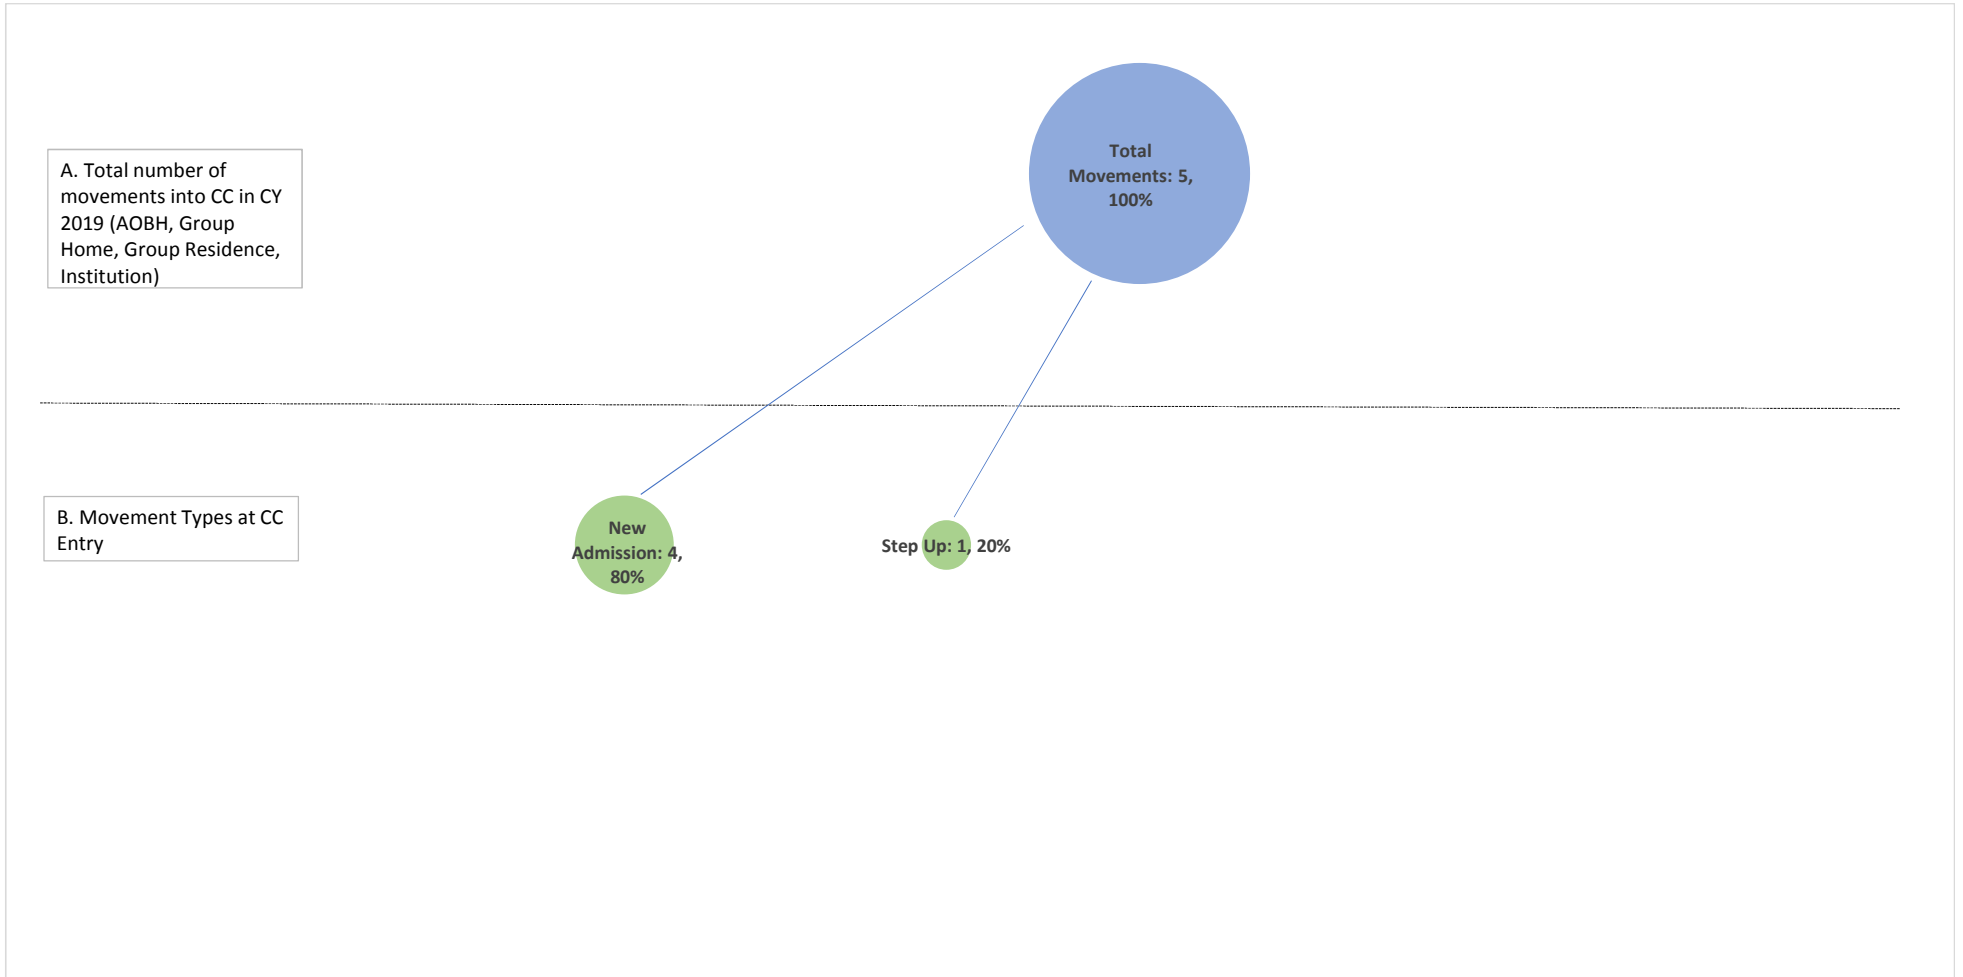 Total
Movements: 5,
100%
A. Total number of
movements into CC in CY
2019 (AOBH, Group
Home, Group Residence,
Institution)
B. Movement Types at CC
Entry
New
Admission: 4,
80%
Step Up: 1, 20%